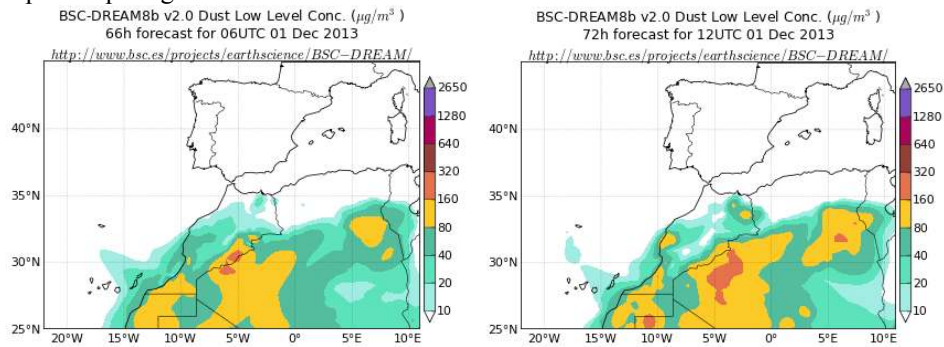 BSC-DREAM8b v2.0 Dust Low Level Conc. (μg/m³ )
66h forecast for 06UTC 01 Dec 2013
http://www.bsc.es/projects/earthscience/BSC−DREAM/
40°N
35°N
30°N
25°N
20°W
15°W
10°W
5°W
0°
5°E
10°E
2650
1280
640
320
160
80
40
20
10
BSC-DREAM8b v2.0 Dust Low Level Conc. (μg/m³ )
72h forecast for 12UTC 01 Dec 2013
http://www.bsc.es/projects/earthscience/BSC−DREAM/
40°N
35°N
30°N
25°N
20°W
15°W
10°W
5°W
0°
5°E
10°E
2650
1280
640
320
160
80
40
20
10